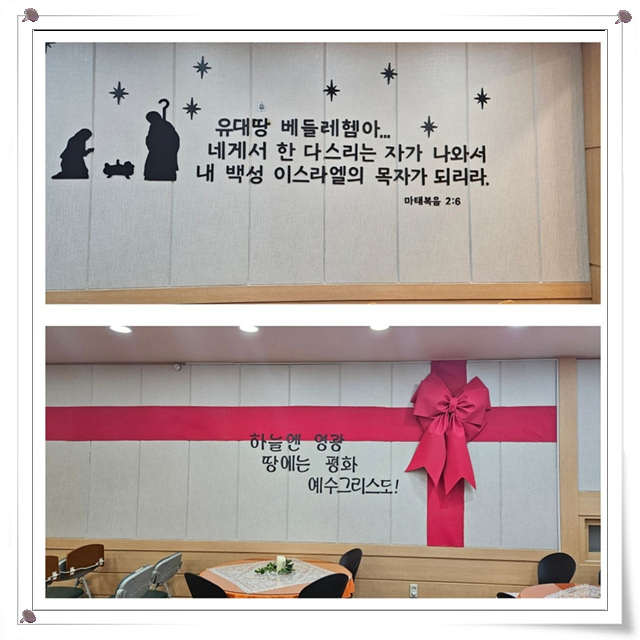 유대땅 베들레헴아...
네게서 한 다스리는 자가 나와서
내 백성 이스라엘의 목자가 되리라.
마태복음 2:6
하늘엔 영광
땅에는 평화
예수그리스도!